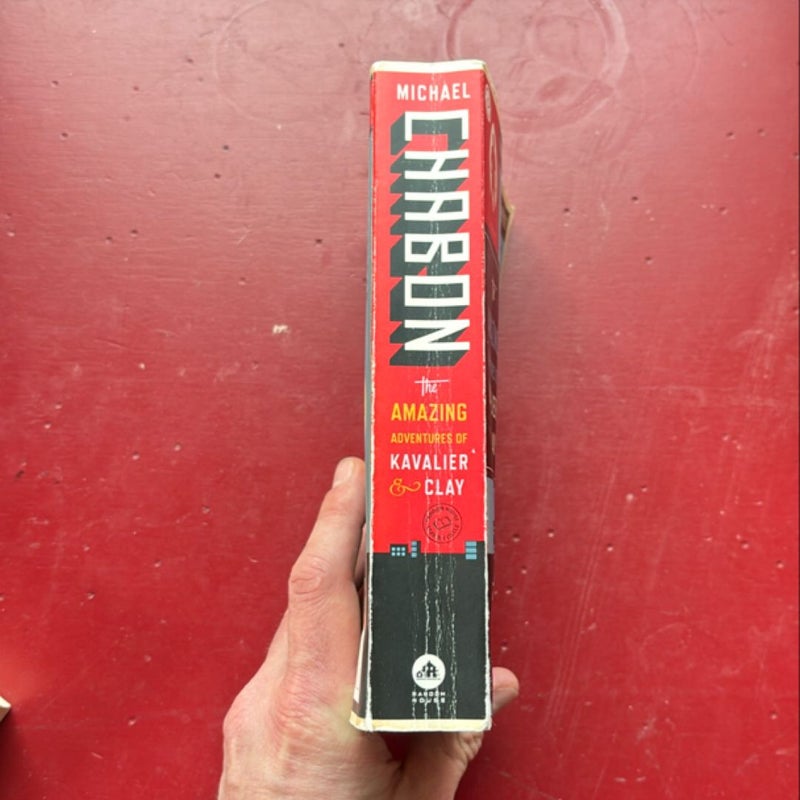 MICHAEL
CHABON
the
AMAZING
ADVENTURES OF
KAVALIER
& CLAY
RANDOM
HOUSE